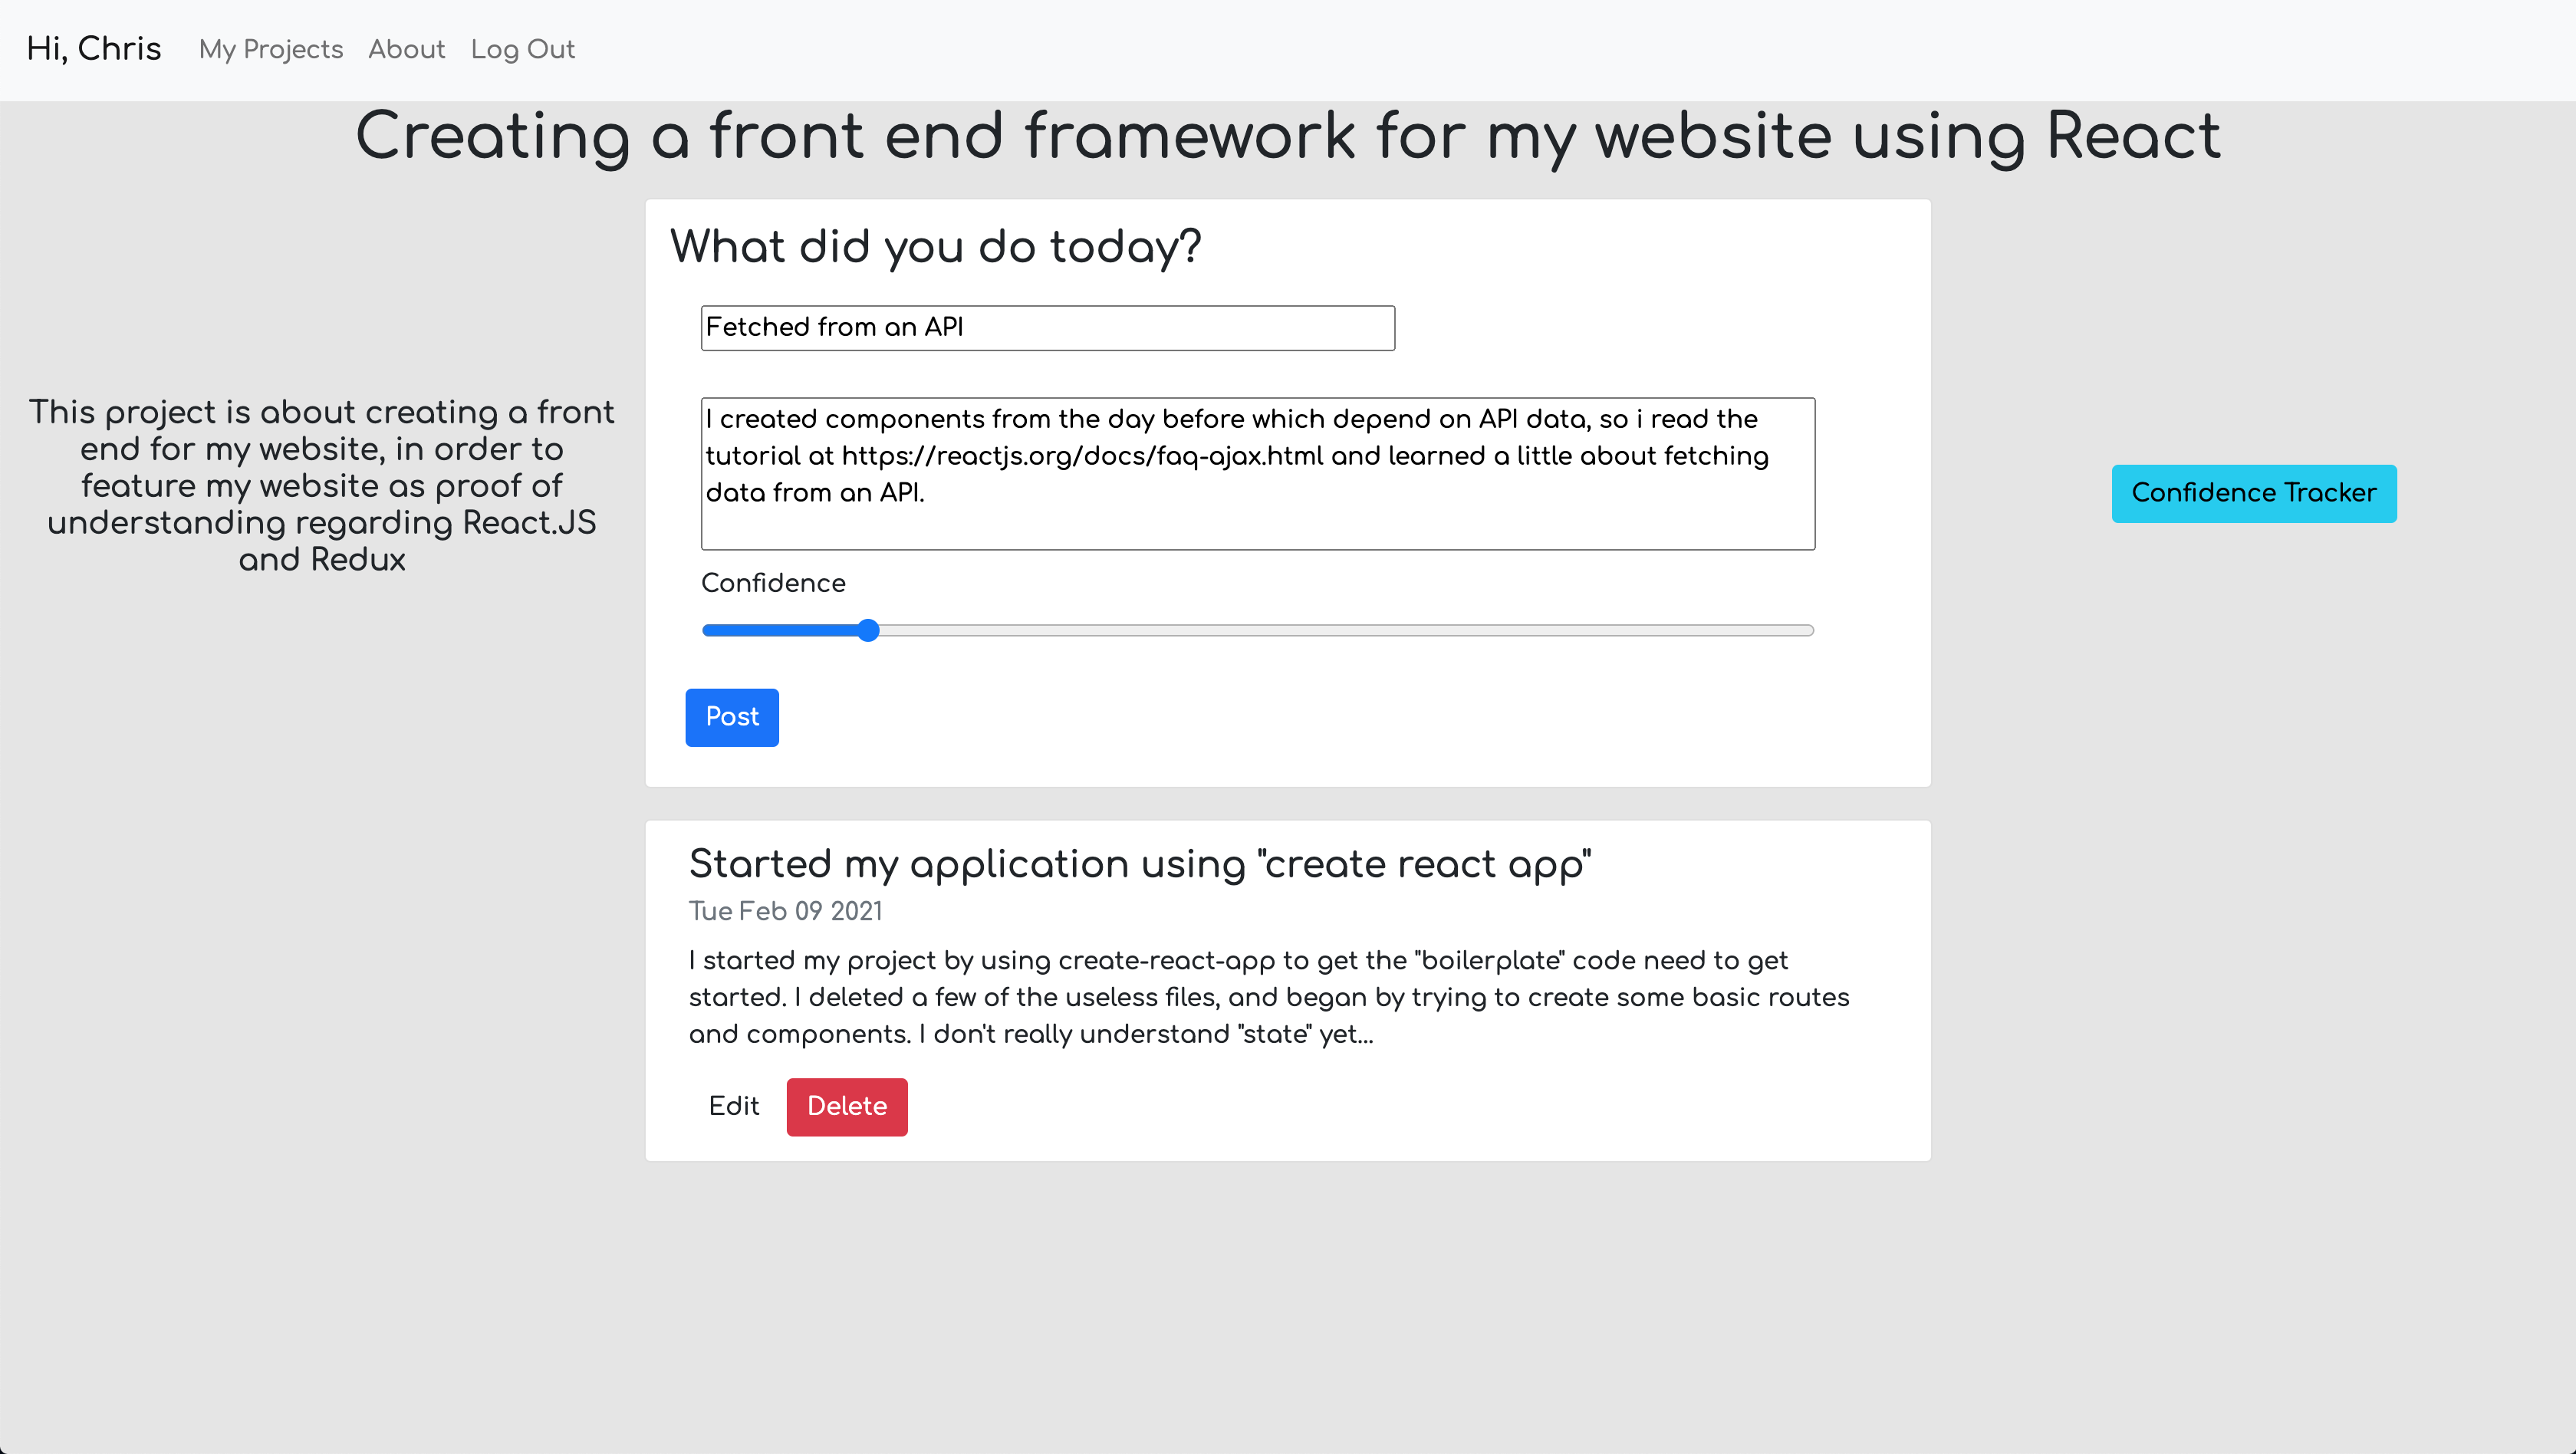 Hi, Chris My Projects About Log Out
Creating a front end framework for my website using React
This project is about creating a front
end for my website, in order to
feature my website as proof of
understanding regarding React.JS
and Redux
What did you do today?
Fetched from an API
I created components from the day before which depend on API data, so i read the
tutorial at https://reactjs.org/docs/faq-ajax.html and learned a little about fetching
data from an API.
Confidence
Post
Confidence Tracker
Started my application using "create react app"
Tue Feb 09 2021
I started my project by using create-react-app to get the "boilerplate" code need to get
started. I deleted a few of the useless files, and began by trying to create some basic routes
and components. I don't really understand "state" yet...
Edit Delete